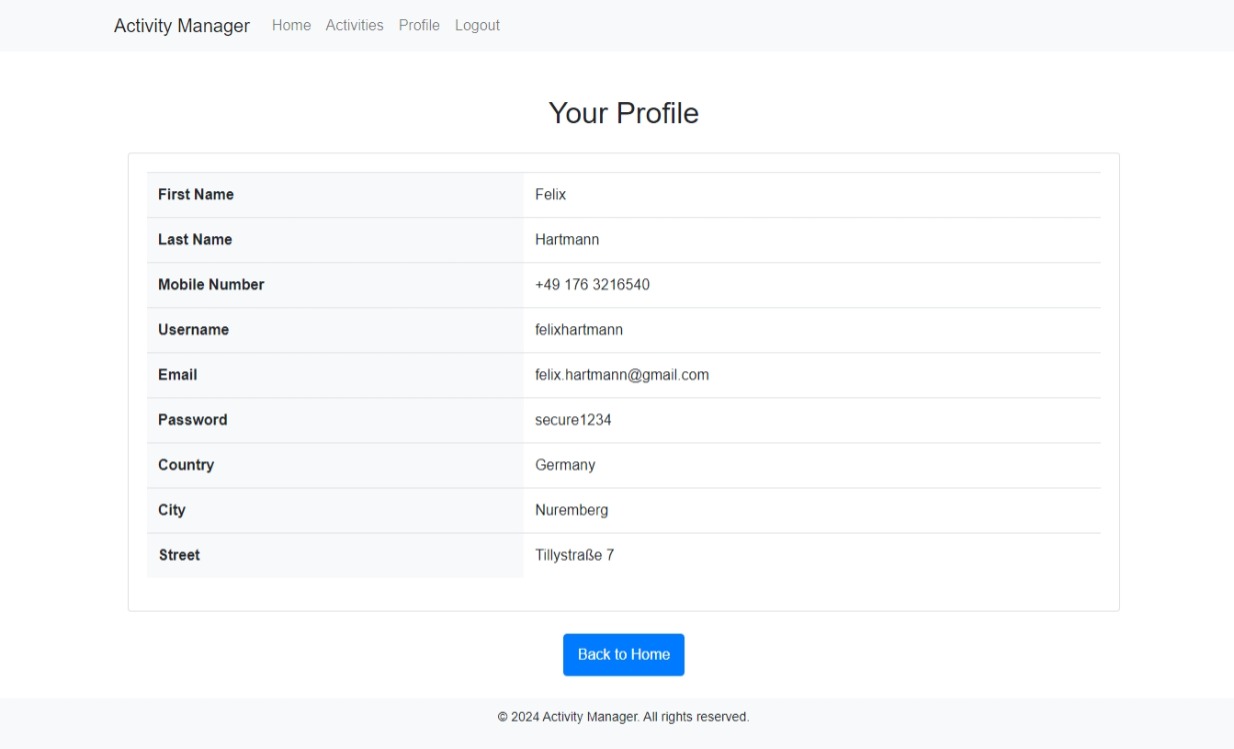 Activity Manager Home Activities Profile Logout
Your Profile
First Name Felix
Last Name Hartmann
Mobile Number +49 176 3216540
Username felixhartmann
Email felix.hartmann@gmail.com
Password secure1234
Country Germany
City Nuremberg
Street Tillystraße 7
Back to Home
© 2024 Activity Manager. All rights reserved.